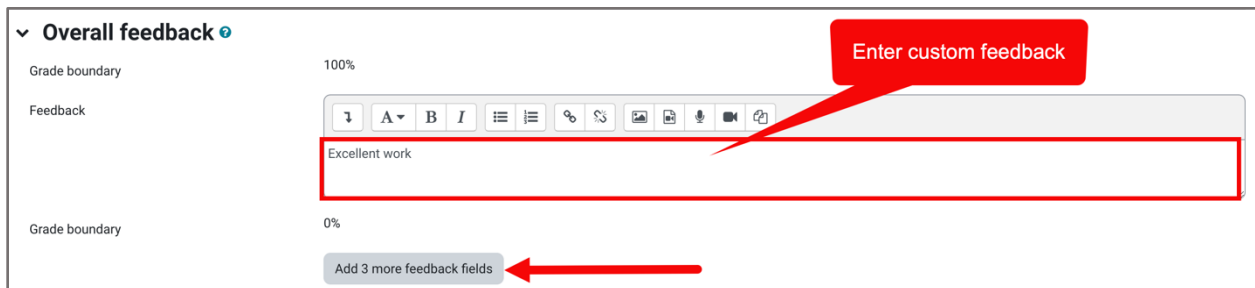 Overall feedback
Enter custom feedback
Grade boundary
100%
Feedback
A B I
Excellent work
Grade boundary
0%
Add 3 more feedback fields